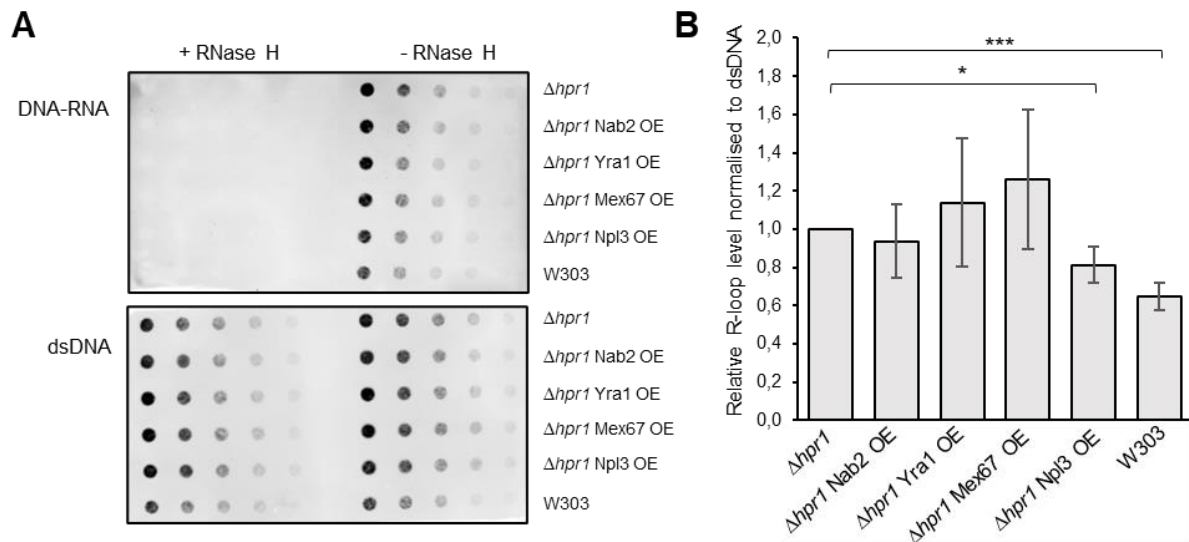 A
+ RNase H - RNase H
DNA-RNA
Δhpr1
Δhpr1 Nab2 OE
Δhpr1 Yra1 OE
Δhpr1 Mex67 OE
Δhpr1 Npl3 OE
W303
dsDNA
Δhpr1
Δhpr1 Nab2 OE
Δhpr1 Yra1 OE
Δhpr1 Mex67 OE
Δhpr1 Npl3 OE
W303
B
Relative R-loop level normalised to dsDNA
2,0
1,8
1,6
1,4
1,2
1,0
0,8
0,6
0,4
0,2
0,0
***
*
Δhpr1
Δhpr1 Nab2 OE
Δhpr1 Yra1 OE
Δhpr1 Mex67 OE
Δhpr1 Npl3 OE
W303